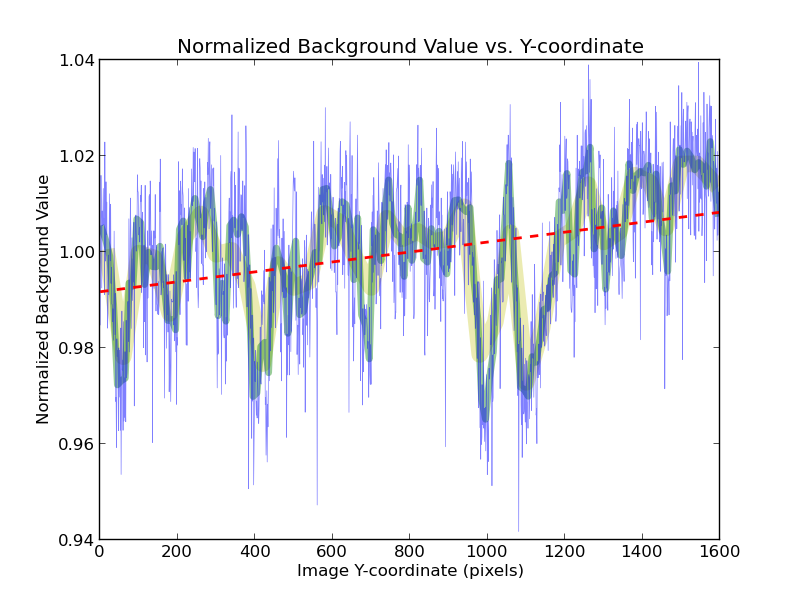 Normalized Background Value vs. Y-coordinate
1.04
1.02
1.00
0.98
0.96
0.94
Normalized Background Value
0 200 400 600 800 1000 1200 1400 1600
Image Y-coordinate (pixels)